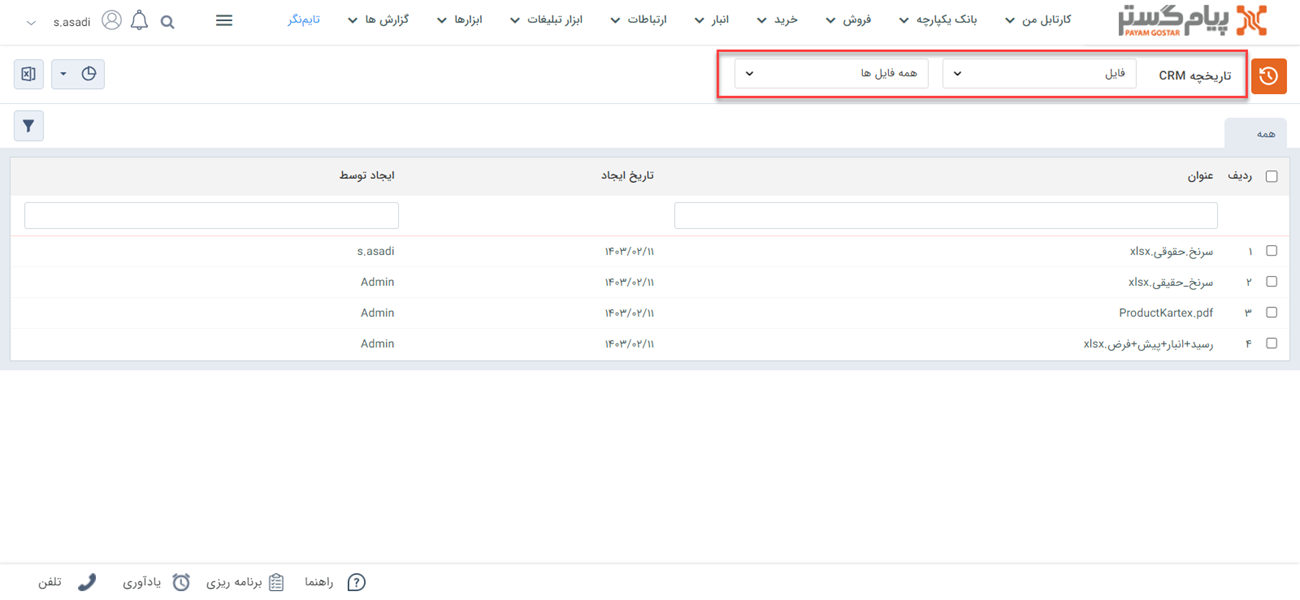 پیام گستر PAYAM GOSTAR کارتابل من بانک یکپارچه فروش خرید انبار ارتباطات ابزار تبلیغات ابزارها گزارش ها تایم‌نگر s.asadi
تاریخچه CRM فایل همه فایل ها
همه
ردیف عنوان تاریخ ایجاد ایجاد توسط
۱ سرنخ.حقوقی.xlsx ۱۴۰۳/۰۲/۱۱ s.asadi
۲ سرنخ_حقیقی.xlsx ۱۴۰۳/۰۲/۱۱ Admin
۳ ProductKartex.pdf ۱۴۰۳/۰۲/۱۱ Admin
۴ رسید+انبار+پیش+فرض.xlsx ۱۴۰۳/۰۲/۱۱ Admin
راهنما برنامه ریزی یادآوری تلفن